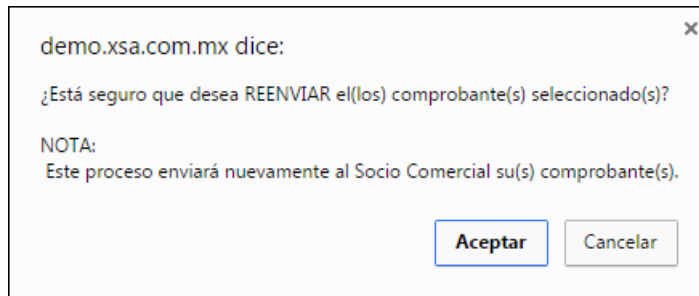 demo.xsa.com.mx dice:
¿Está seguro que desea REENVIAR el(los) comprobante(s) seleccionado(s)?
NOTA:
Este proceso enviará nuevamente al Socio Comercial su(s) comprobante(s).
Aceptar
Cancelar